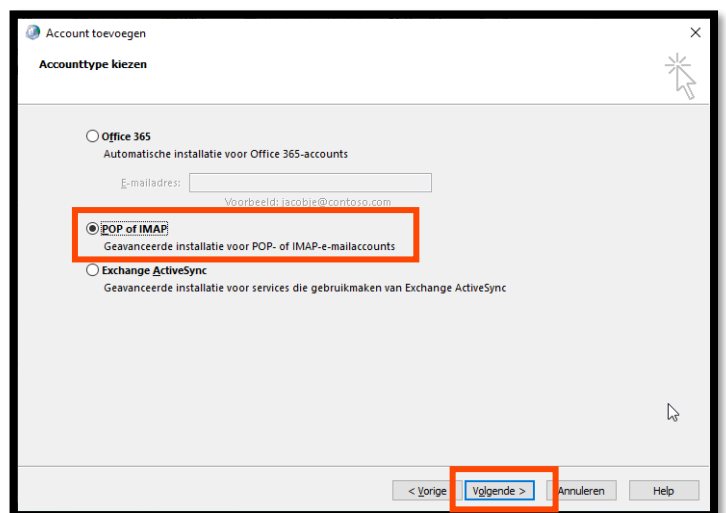 Account toevoegen
Accounttype kiezen
Office 365
Automatische installatie voor Office 365-accounts
E-mailadres:
Voorbeeld: jacobje@contoso.com
POP of IMAP
Geavanceerde installatie voor POP- of IMAP-e-mailaccounts
Exchange ActiveSync
Geavanceerde installatie voor services die gebruikmaken van Exchange ActiveSync
< Vorige Volgende > Annuleren Help